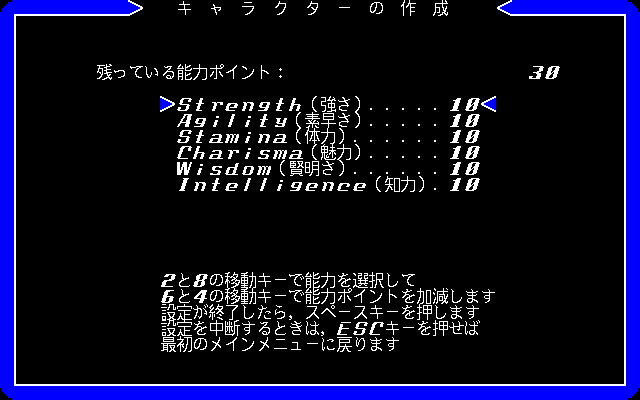 キャラクターの作成
残っている能力ポイント： 30
Strength（強さ）..... 10
Agility（素早さ）..... 10
Stamina（体力）...... 10
Charisma（魅力）..... 10
Wisdom（賢明さ）...... 10
Intelligence（知力）. 10
2と8の移動キーで能力を選択して
6と4の移動キーで能力ポイントを加減します
設定が終了したら，スペースキーを押します
設定を中断するときは，ESCキーを押せば
最初のメインメニューに戻ります